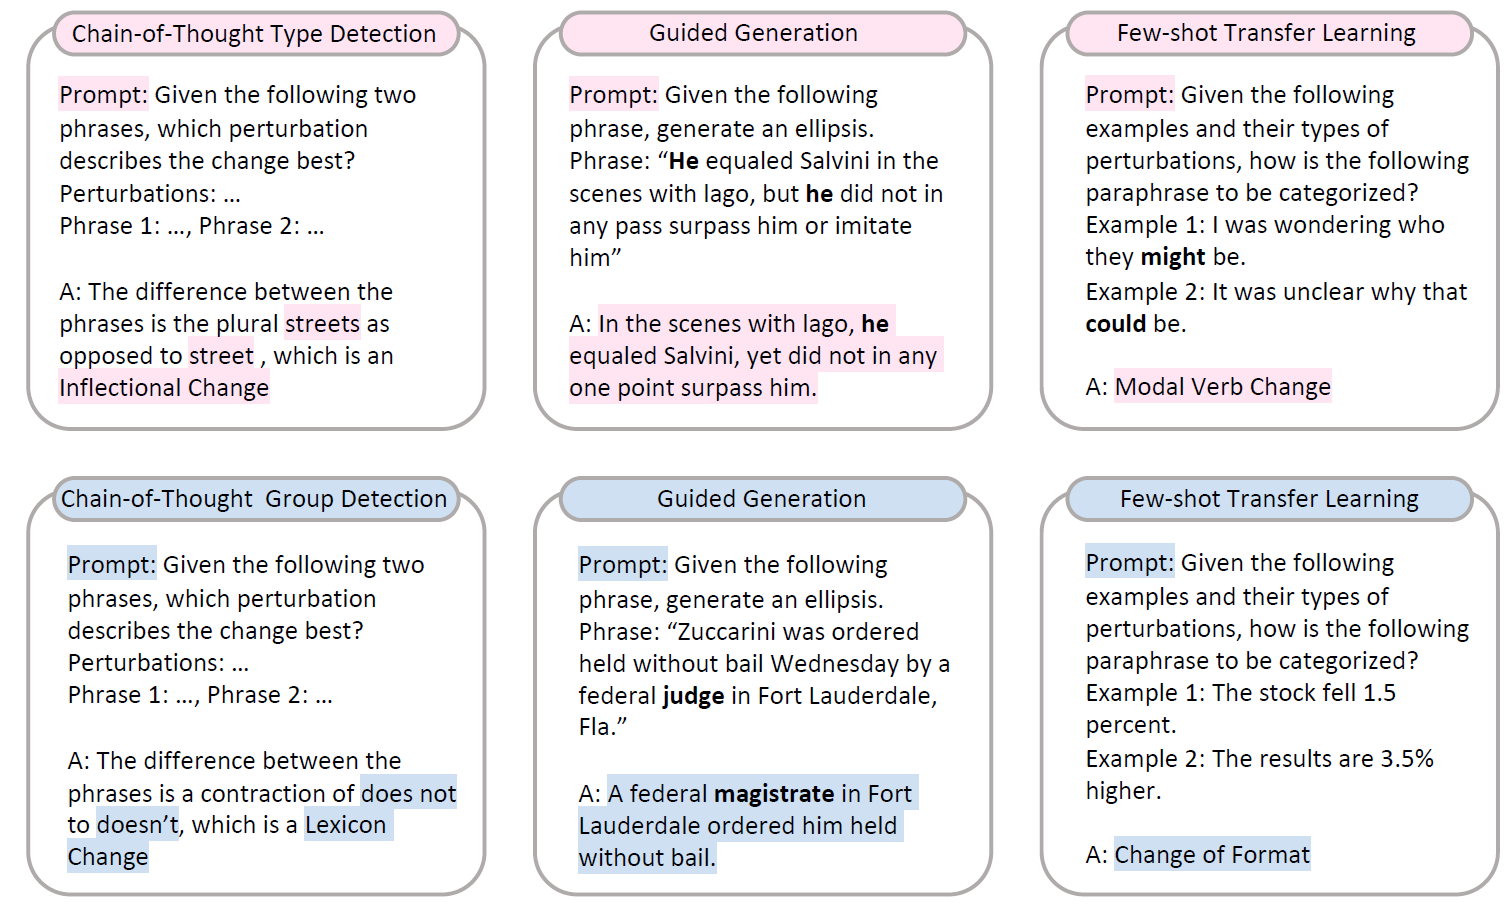 Chain-of-Thought Type Detection
Prompt: Given the following two
phrases, which perturbation
describes the change best?
Perturbations: ...
Phrase 1: ..., Phrase 2: ...
A: The difference between the
phrases is the plural streets as
opposed to street , which is an
Inflectional Change
Guided Generation
Prompt: Given the following
phrase, generate an ellipsis.
Phrase: “He equaled Salvini in the
scenes with Iago, but he did not in
any pass surpass him or imitate
him”
A: In the scenes with Iago, he
equaled Salvini, yet did not in any
one point surpass him.
Few-shot Transfer Learning
Prompt: Given the following
examples and their types of
perturbations, how is the following
paraphrase to be categorized?
Example 1: I was wondering who
they might be.
Example 2: It was unclear why that
could be.
A: Modal Verb Change
Chain-of-Thought  Group Detection
Prompt: Given the following two
phrases, which perturbation
describes the change best?
Perturbations: ...
Phrase 1: ..., Phrase 2: ...
A: The difference between the
phrases is a contraction of does not
to doesn’t, which is a Lexicon
Change
Guided Generation
Prompt: Given the following
phrase, generate an ellipsis.
Phrase: “Zuccarini was ordered
held without bail Wednesday by a
federal judge in Fort Lauderdale,
Fla.”
A: A federal magistrate in Fort
Lauderdale ordered him held
without bail.
Few-shot Transfer Learning
Prompt: Given the following
examples and their types of
perturbations, how is the following
paraphrase to be categorized?
Example 1: The stock fell 1.5
percent.
Example 2: The results are 3.5%
higher.
A: Change of Format